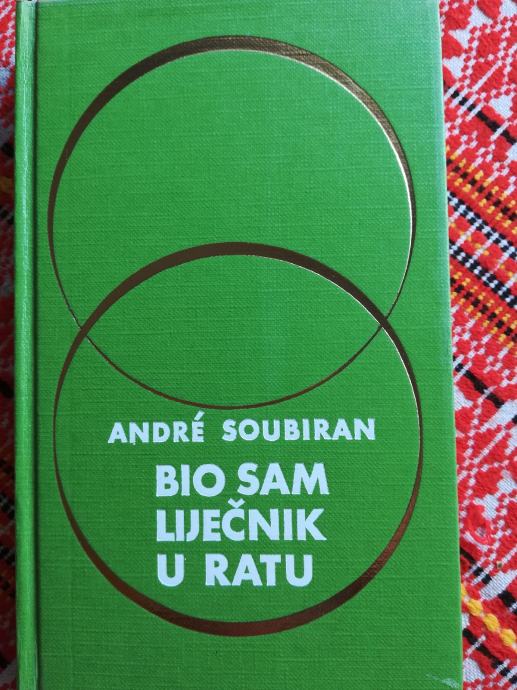 ANDRÉ SOUBIRAN
BIO SAM
LIJEČNIK
U RATU